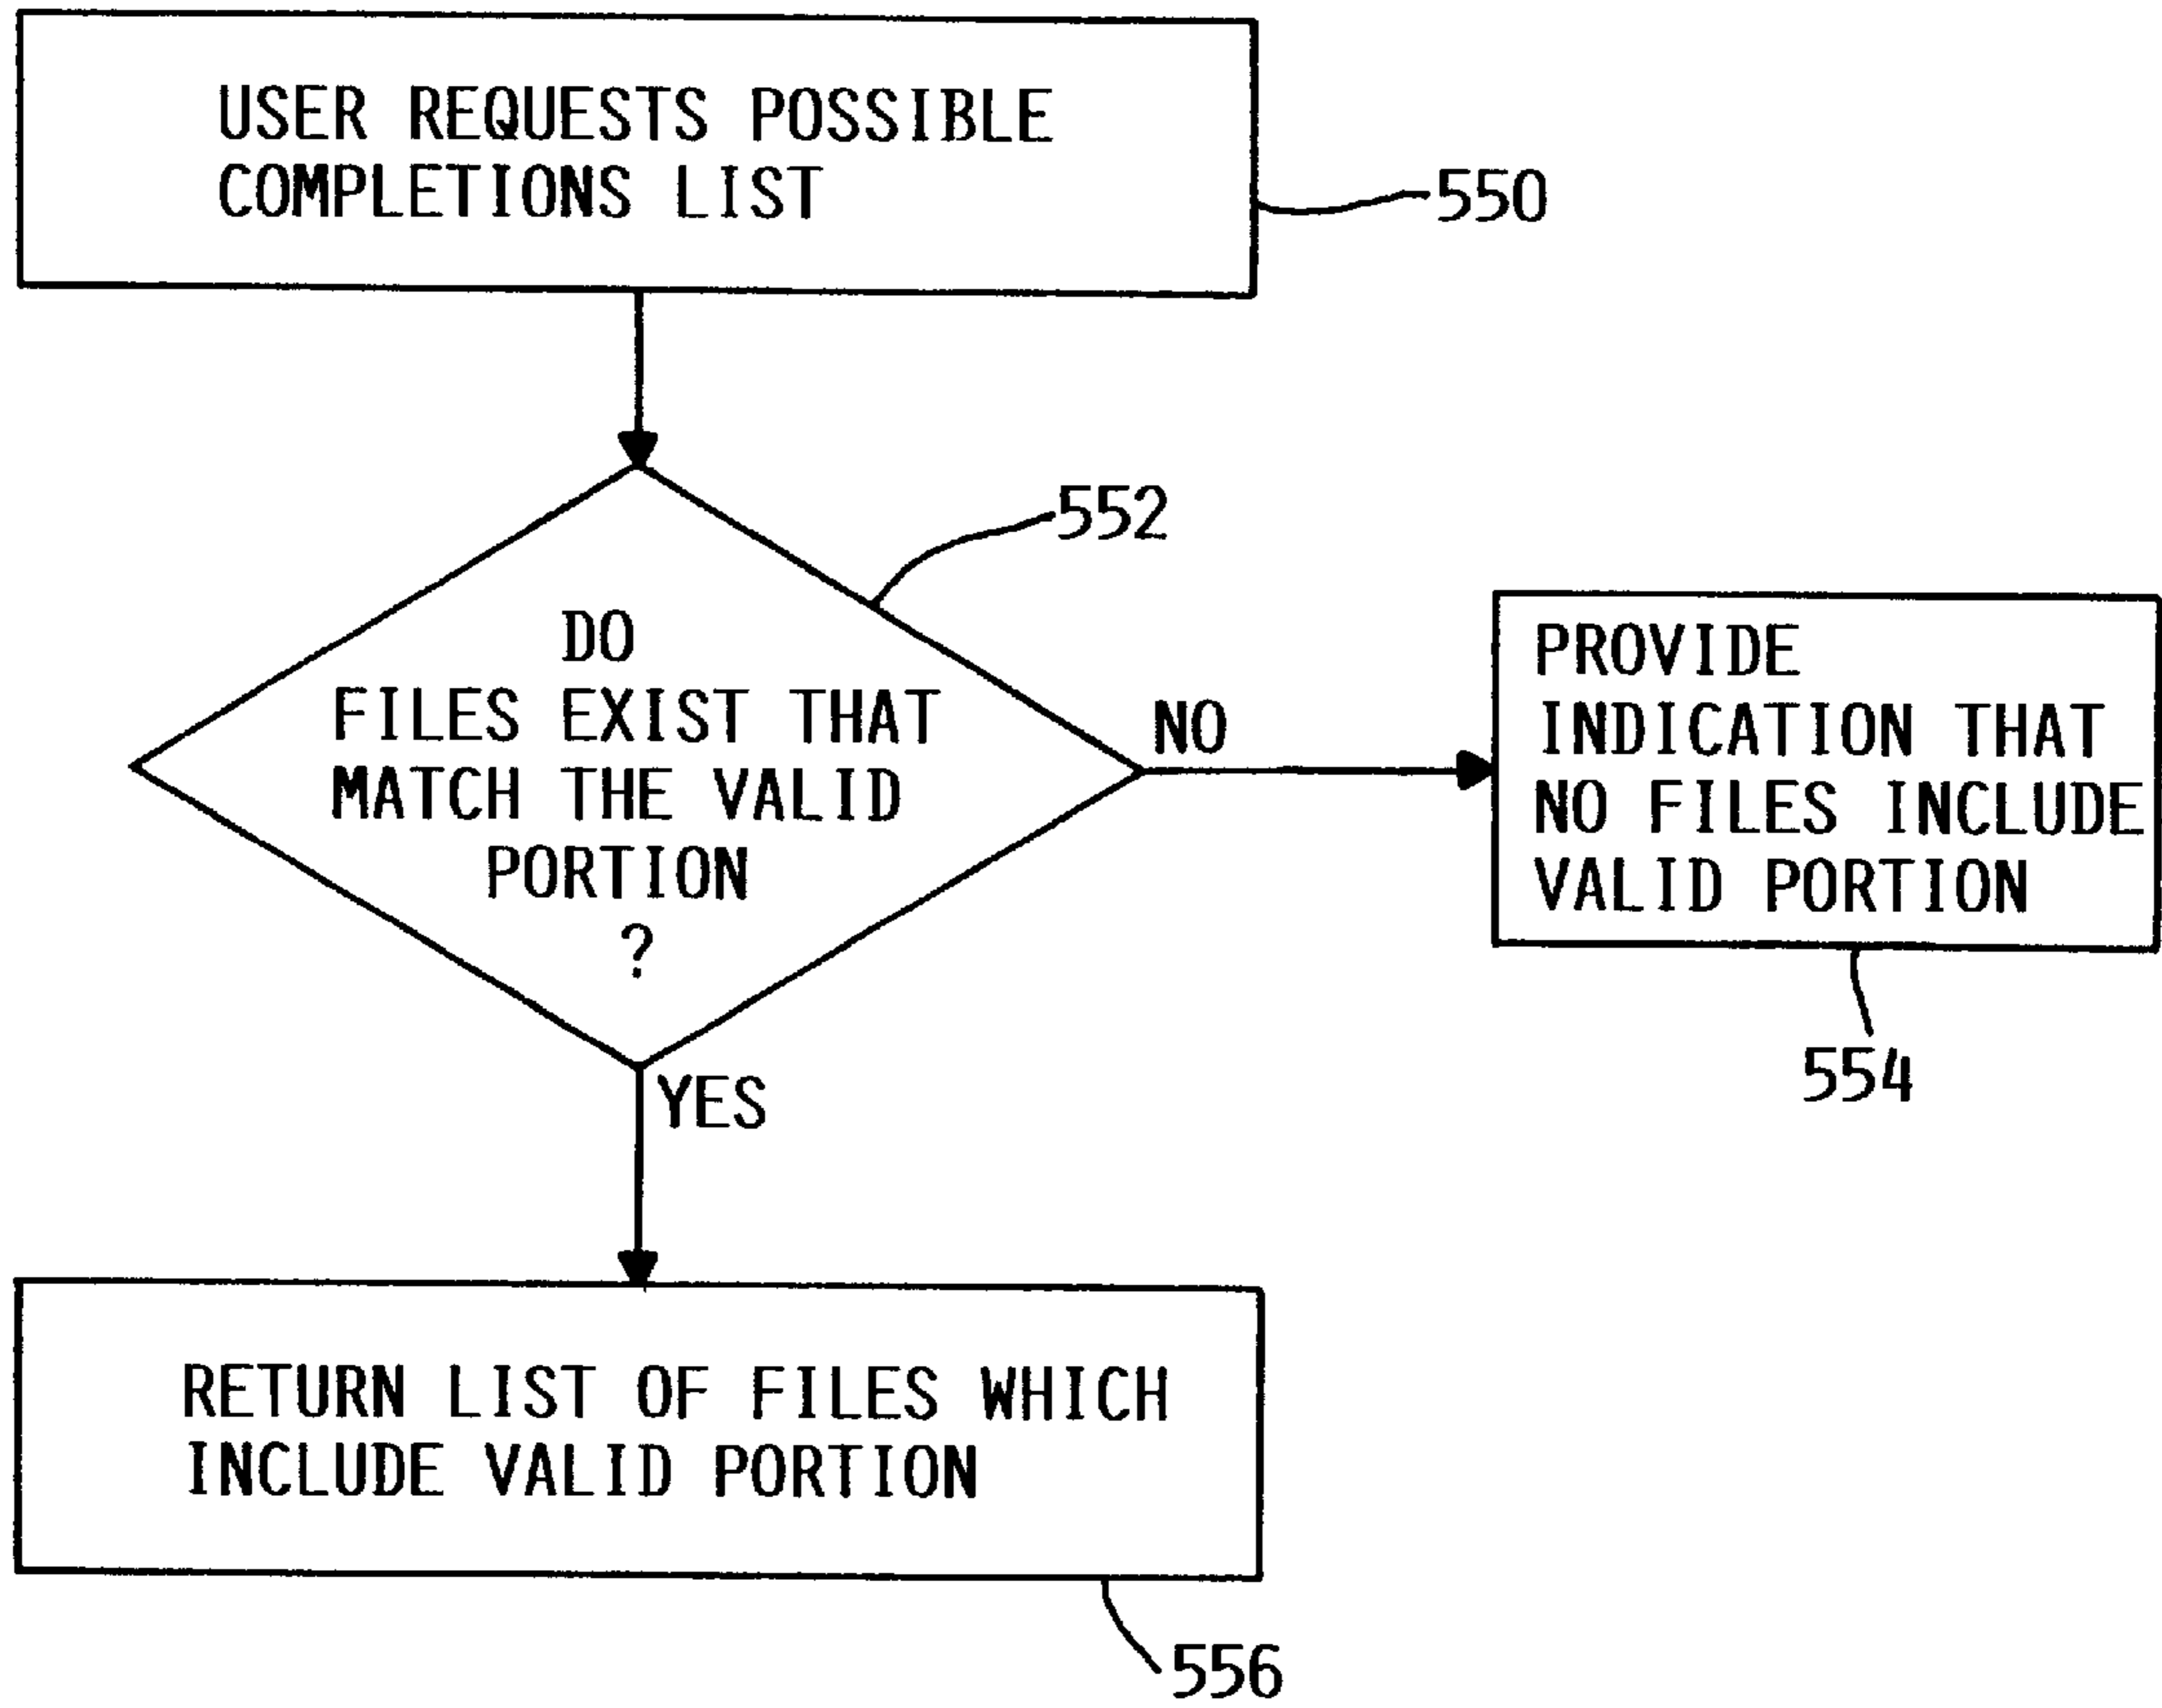 USER REQUESTS POSSIBLE
COMPLETIONS LIST
550
552
DO
FILES EXIST THAT
MATCH THE VALID
PORTION
?
NO
PROVIDE
INDICATION THAT
NO FILES INCLUDE
VALID PORTION
554
YES
RETURN LIST OF FILES WHICH
INCLUDE VALID PORTION
556